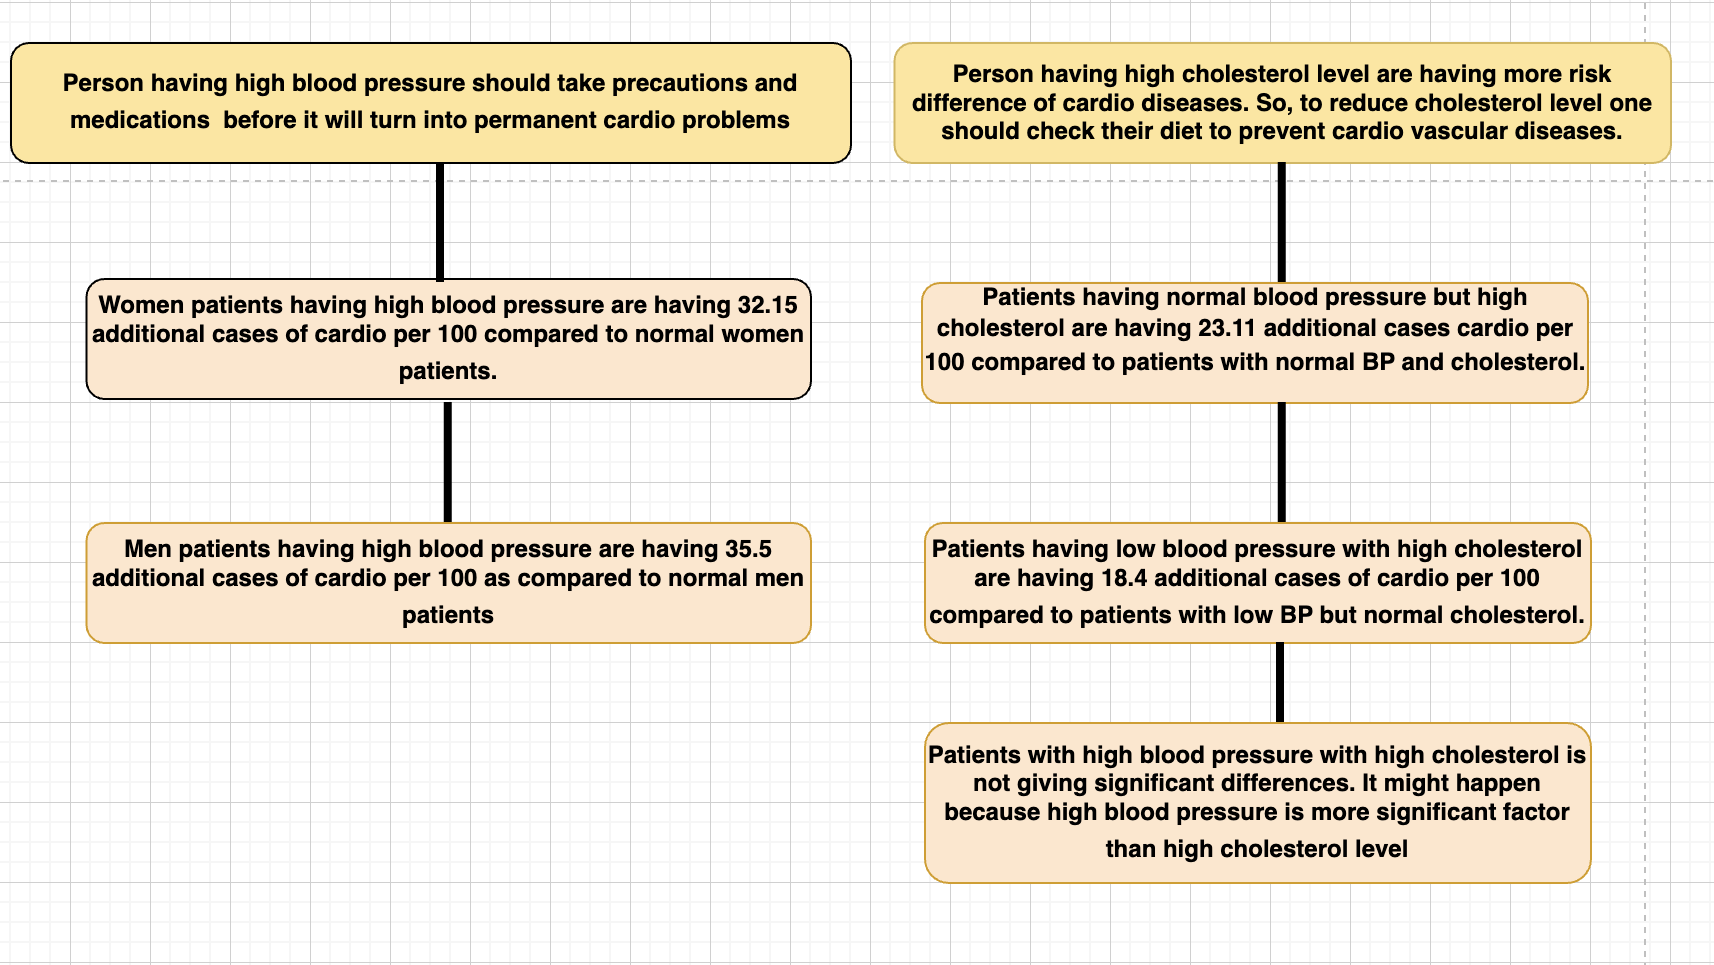 Person having high blood pressure should take precautions and
medications  before it will turn into permanent cardio problems
Person having high cholesterol level are having more risk
difference of cardio diseases. So, to reduce cholesterol level one
should check their diet to prevent cardio vascular diseases.
Women patients having high blood pressure are having 32.15
additional cases of cardio per 100 compared to normal women
patients.
Patients having normal blood pressure but high
cholesterol are having 23.11 additional cases cardio per
100 compared to patients with normal BP and cholesterol.
Men patients having high blood pressure are having 35.5
additional cases of cardio per 100 as compared to normal men
patients
Patients having low blood pressure with high cholesterol
are having 18.4 additional cases of cardio per 100
compared to patients with low BP but normal cholesterol.
Patients with high blood pressure with high cholesterol is
not giving significant differences. It might happen
because high blood pressure is more significant factor
than high cholesterol level